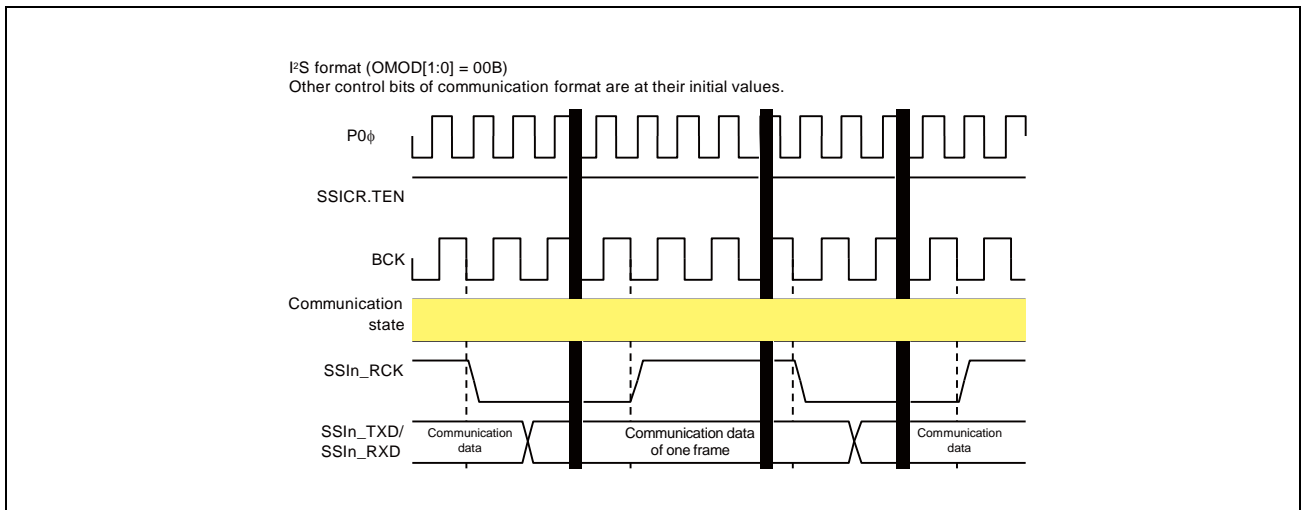 I²S format (OMOD[1:0] = 00B)
Other control bits of communication format are at their initial values.
P0ϕ
SSICR.TEN
BCK
Communication
state
SSIn_RCK
SSIn_TXD/
SSIn_RXD
Communication
data
Communication data
of one frame
Communication
data